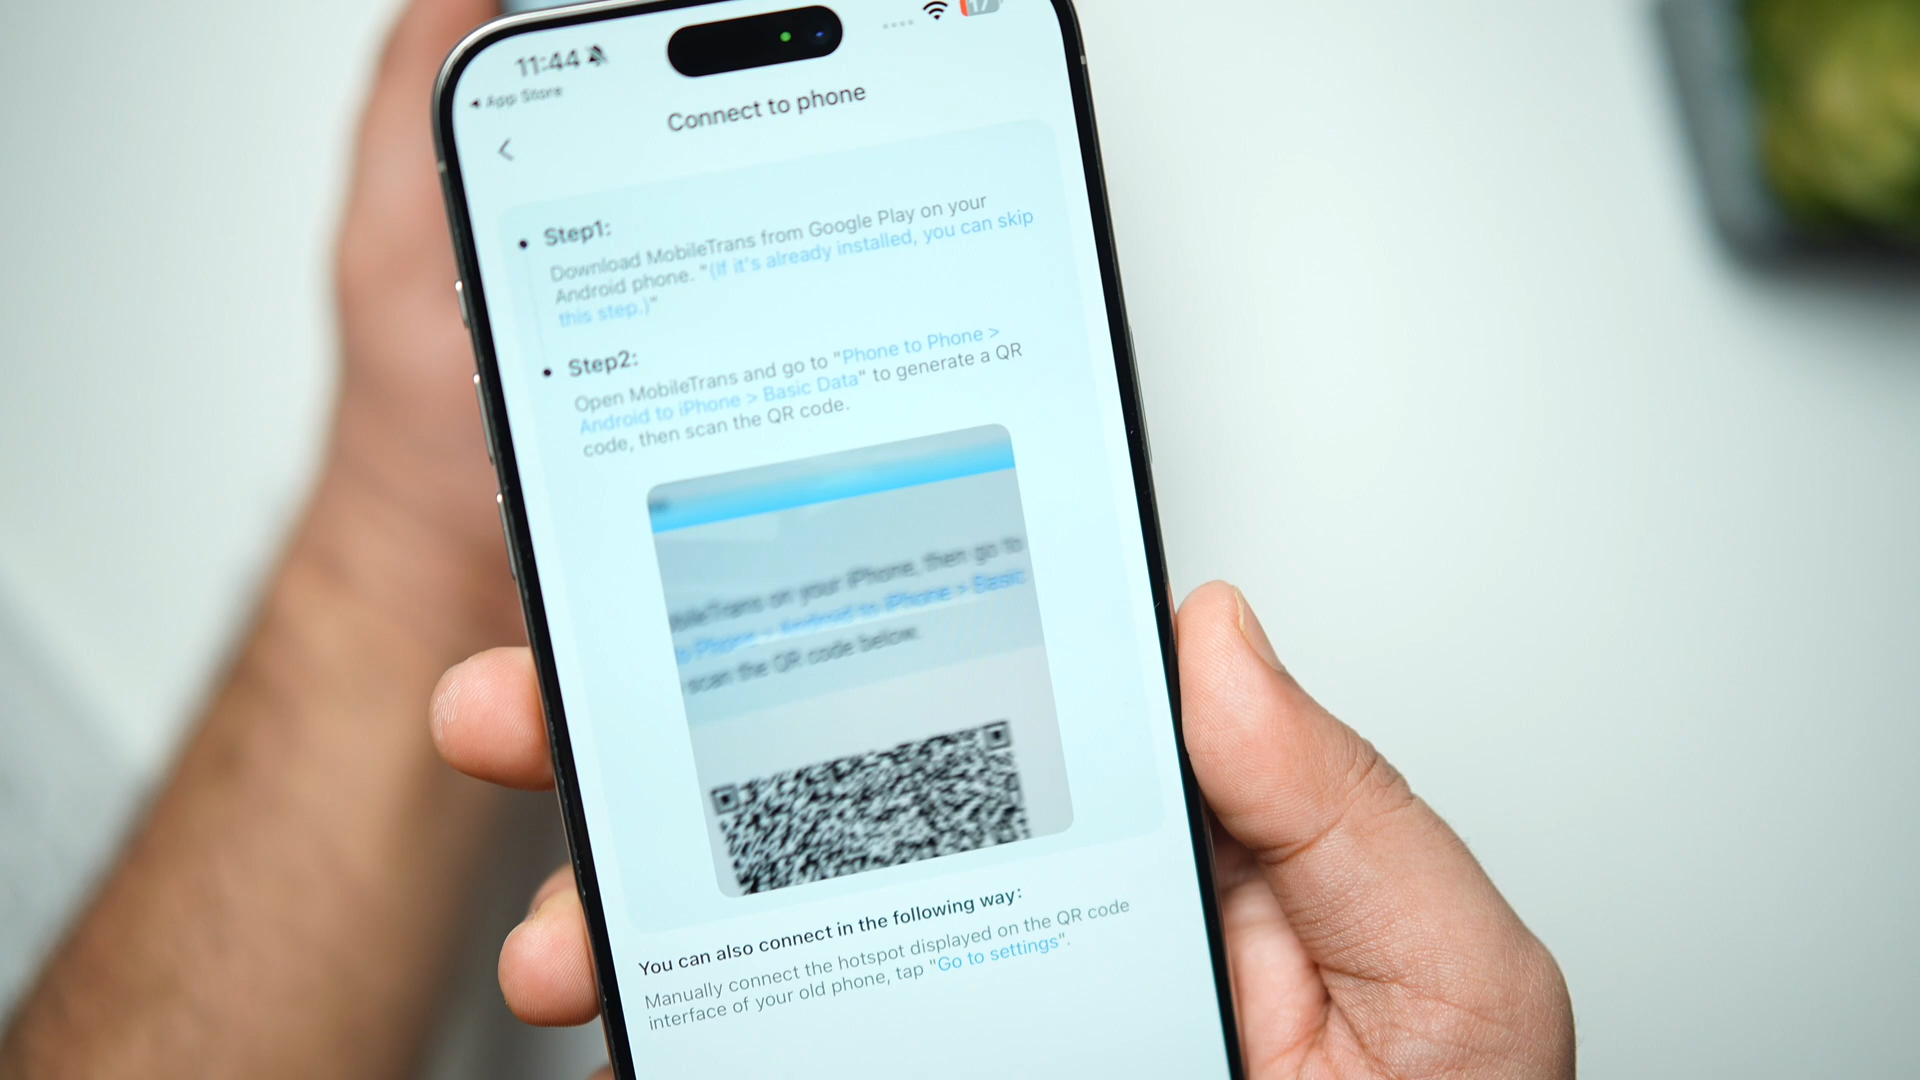 11:44
17
◀ App Store
Connect to phone
Step1:
Download MobileTrans from Google Play on your
Android phone. "(If it's already installed, you can skip
this step.)"
Step2:
Open MobileTrans and go to "Phone to Phone >
Android to iPhone > Basic Data" to generate a QR
code, then scan the QR code.
bileTrans on your iPhone, then go to
to Phone > Android to iPhone > Basic
scan the QR code below.
You can also connect in the following way:
Manually connect the hotspot displayed on the QR code
interface of your old phone, tap "Go to settings".